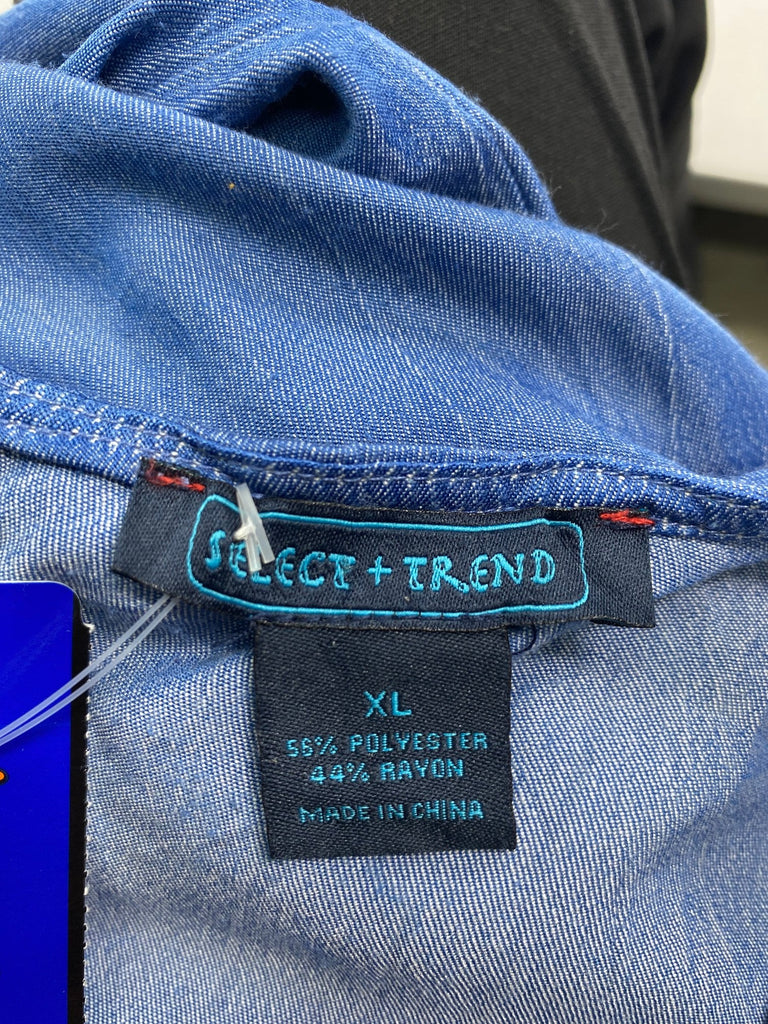 SELECT + TREND
XL
56% POLYESTER
44% RAYON
MADE IN CHINA